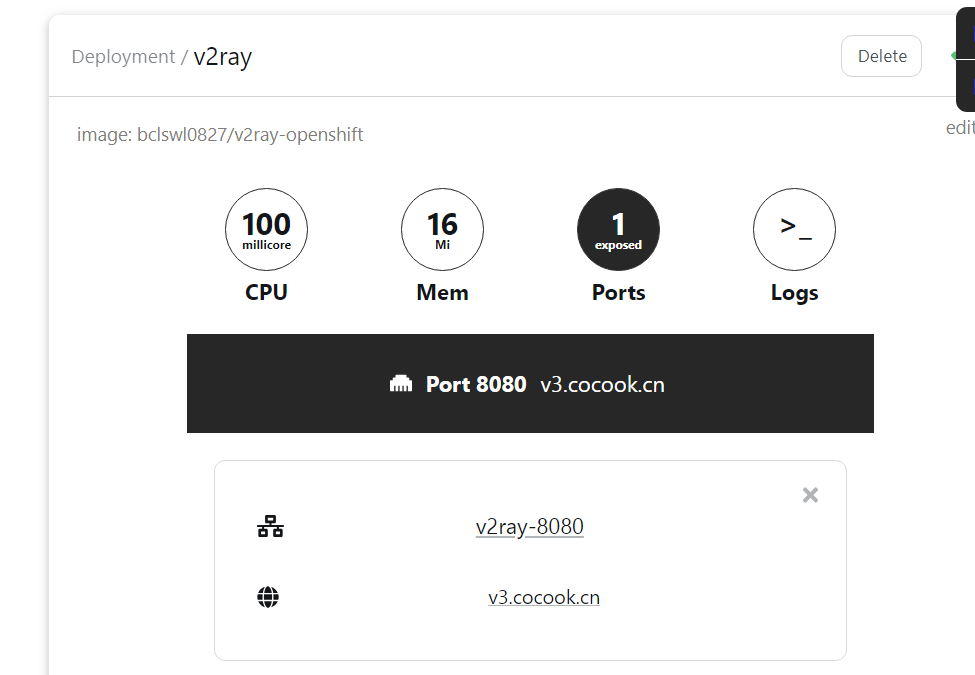 Deployment / v2ray
Delete
image: bclswl0827/v2ray-openshift
edit
100
millicore
CPU
16
Mi
Mem
1
exposed
Ports
>_
Logs
Port 8080 v3.cocook.cn
v2ray-8080
v3.cocook.cn